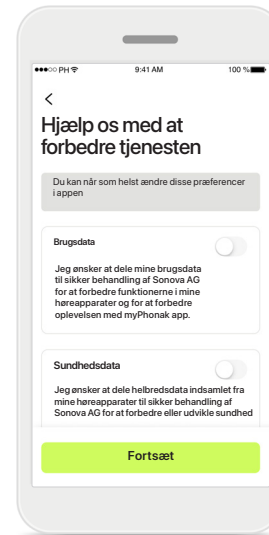 PH 9:41 AM 100 %
Hjælp os med at
forbedre tjenesten
Du kan når som helst ændre disse præferencer
i appen
Brugsdata
Jeg ønsker at dele mine brugsdata
til sikker behandling af Sonova AG
for at forbedre funktionerne i mine
høreapparater og for at forbedre
oplevelsen med myPhonak app.
Sundhedsdata
Jeg ønsker at dele helbredsdata indsamlet fra
mine høreapparater til sikker behandling af
Sonova AG for at forbedre eller udvikle sundhed
Fortsæt